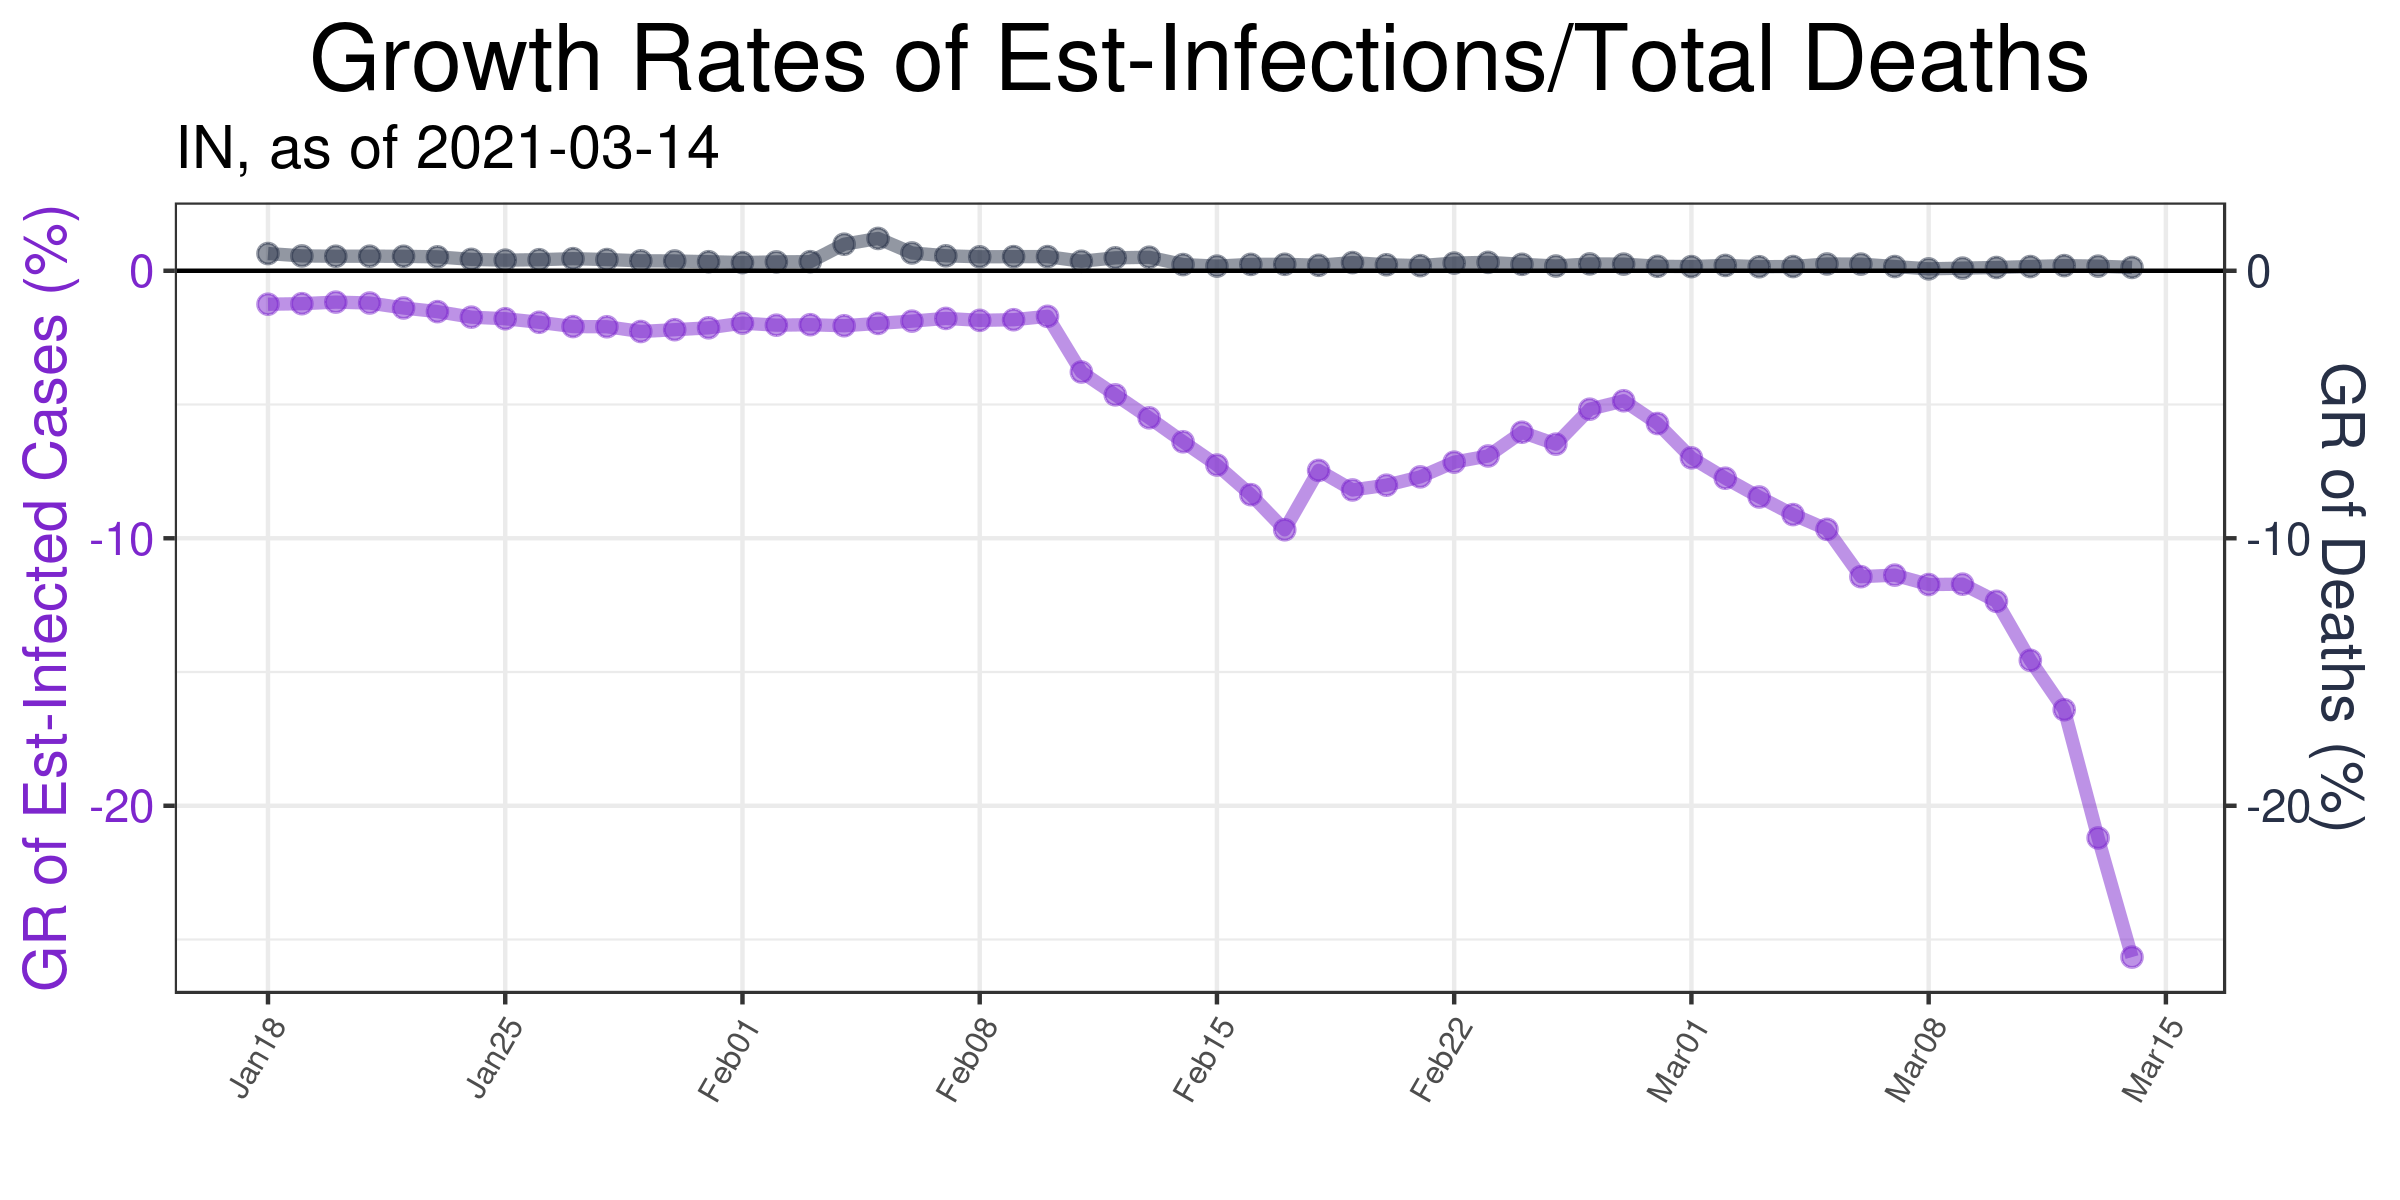 Growth Rates of Est-Infections/Total Deaths
IN, as of 2021-03-14
GR of Est-Infected Cases (%)
0
-10
-20
0
-10
-20
GR of Deaths (%)
Jan18
Jan25
Feb01
Feb08
Feb15
Feb22
Mar01
Mar08
Mar15